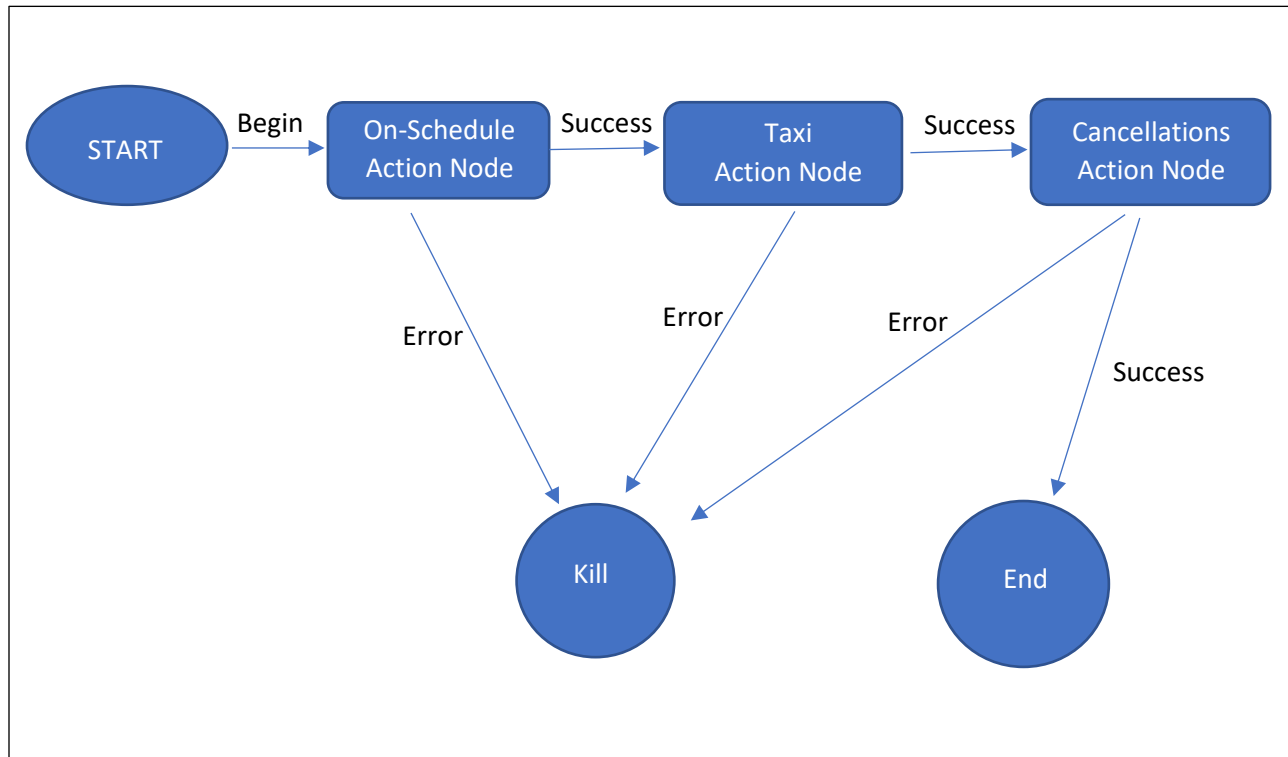 START
Begin
On-Schedule
Action Node
Success
Taxi
Action Node
Success
Cancellations
Action Node
Error
Error
Error
Success
Kill
End